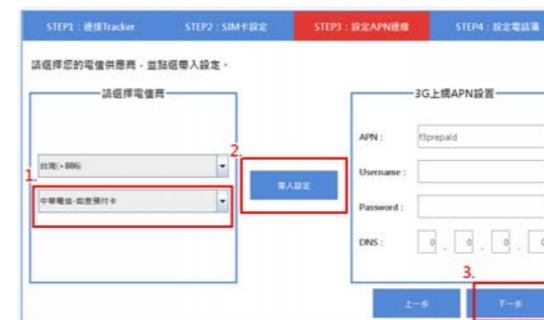 STEP1：連接Tracker
STEP2：SIM卡設定
STEP3：設定APN連線
STEP4：設定電話簿
請選擇您的電信供應商，並點選帶入設定。
請選擇電信商
台灣(+886)
1.
中華電信-如意預付卡
2.
帶入設定
3G上網APN設置
APN：
f3prepaid
Username：
Password：
DNS：
0 . 0 . 0 . 0
3.
上一步
下一步